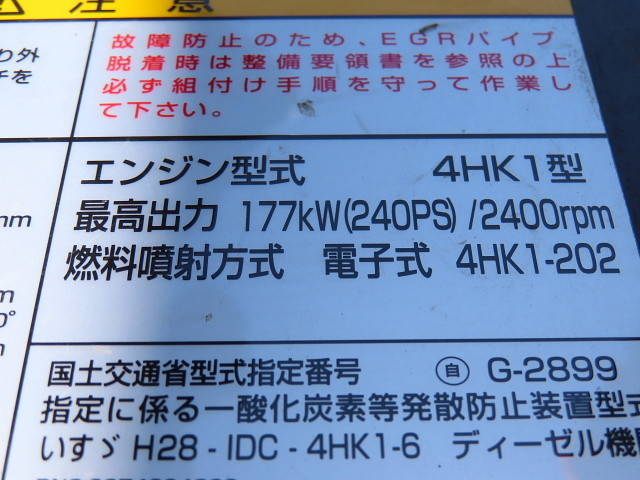 注意
り外
チを
故障防止のため、EGRパイプ
脱着時は整備要領書を参照の上
必ず組付け手順を守って作業し
て下さい。
エンジン型式 4HK1型
最高出力 177kW(240PS)/2400rpm
燃料噴射方式 電子式 4HK1-202
mm
m
0°
m
国土交通省型式指定番号 自 G-2899
指定に係る一酸化炭素等発散防止装置型式
いすゞ H28 - IDC - 4HK1-6 ディーゼル機関